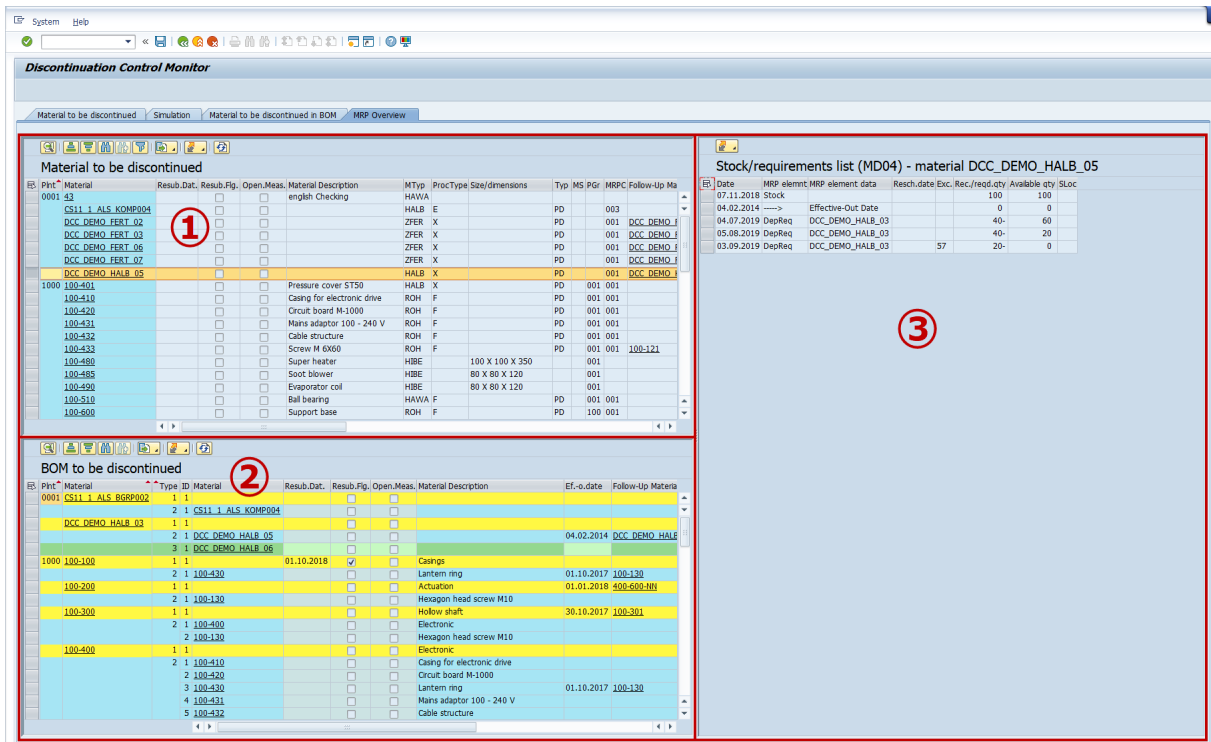 System Help
Discontinuation Control Monitor
Material to be discontinued Simulation Material to be discontinued in BOM MRP Overview
Material to be discontinued
Plnt Material Resub.Dat. Resub.Flg. Open.Meas. Material Description MTyp ProcType Size/dimensions Typ MS PGr MRPC Follow-Up Ma
0001 43 english Checking HAWA
CS11_1_ALS_KOMP004 HALB E PD 003
DCC_DEMO_FERT_02 ZFER X PD 001 DCC_DEMO_F
DCC_DEMO_FERT_03 ZFER X PD 001 DCC_DEMO_F
DCC_DEMO_FERT_06 ZFER X PD 001 DCC_DEMO_F
DCC_DEMO_FERT_07 ZFER X PD 001 DCC_DEMO_F
DCC_DEMO_HALB_05 HALB X PD 001 DCC_DEMO_H
1000 100-401 Pressure cover ST50 HALB X PD 001 001
100-410 Casing for electronic drive ROH F PD 001 001
100-420 Circuit board M-1000 ROH F PD 001 001
100-431 Mains adaptor 100 - 240 V ROH F PD 001 001
100-432 Cable structure ROH F PD 001 001
100-433 Screw M 6X60 ROH F PD 001 001 100-121
100-480 Super heater HIBE 100 X 100 X 350 001
100-485 Soot blower HIBE 80 X 80 X 120 001
100-490 Evaporator coil HIBE 80 X 80 X 120 001
100-510 Ball bearing HAWA F PD 001 001
100-600 Support base ROH F PD 100 001
1
BOM to be discontinued
Plnt Material Type ID Material Resub.Dat. Resub.Flg. Open.Meas. Material Description Ef.-o.date Follow-Up Materia
0001 CS11_1_ALS_BGRP002 1 1
2 1 CS11_1_ALS_KOMP004
DCC_DEMO_HALB_03 1 1
2 1 DCC_DEMO_HALB_05 04.02.2014 DCC_DEMO_HALB
3 1 DCC_DEMO_HALB_06
1000 100-100 1 1 01.10.2018 Casings
2 1 100-430 Lantern ring 01.10.2017 100-130
100-200 1 1 Actuation 01.01.2018 400-600-NN
2 1 100-130 Hexagon head screw M10
100-300 1 1 Hollow shaft 30.10.2017 100-301
2 1 100-400 Electronic
2 100-130 Hexagon head screw M10
100-400 1 1 Electronic
2 1 100-410 Casing for electronic drive
2 100-420 Circuit board M-1000
3 100-430 Lantern ring 01.10.2017 100-130
4 100-431 Mains adaptor 100 - 240 V
5 100-432 Cable structure
2
Stock/requirements list (MD04) - material DCC_DEMO_HALB_05
Date MRP elemnt MRP element data Resch.date Exc. Rec./reqd.qty Available qty SLoc
07.11.2018 Stock 100 100
04.02.2014 -----> Effective-Out Date 0 0
04.07.2019 DepReq DCC_DEMO_HALB_03 40- 60
05.08.2019 DepReq DCC_DEMO_HALB_03 40- 20
03.09.2019 DepReq DCC_DEMO_HALB_03 57 20- 0
3